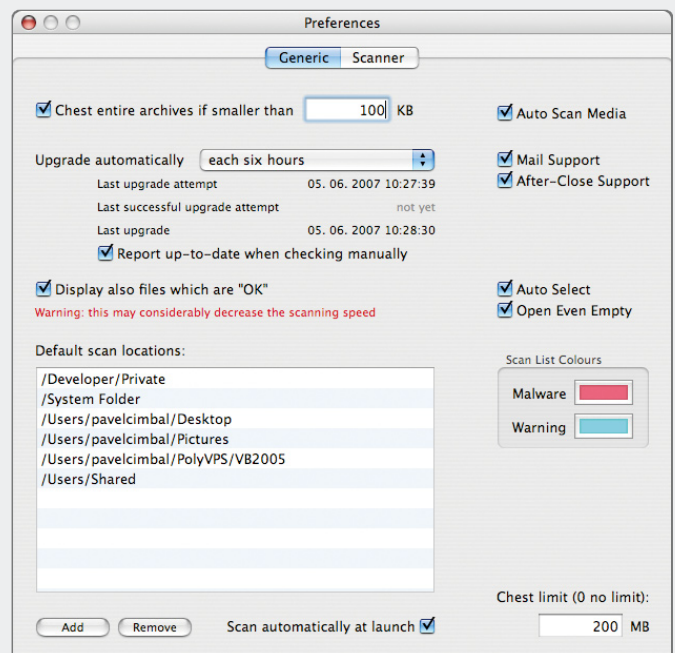 Preferences
Generic Scanner
Chest entire archives if smaller than 100 KB
Auto Scan Media
Upgrade automatically each six hours
Mail Support
Last upgrade attempt 05. 06. 2007 10:27:39
After-Close Support
Last successful upgrade attempt not yet
Last upgrade 05. 06. 2007 10:28:30
Report up-to-date when checking manually
Display also files which are "OK"
Auto Select
Warning: this may considerably decrease the scanning speed
Open Even Empty
Default scan locations:
Scan List Colours
/Developer/Private
/System Folder
/Users/pavelcimbal/Desktop
/Users/pavelcimbal/Pictures
/Users/pavelcimbal/PolyVPS/VB2005
/Users/Shared
Malware
Warning
Chest limit (0 no limit):
Add Remove Scan automatically at launch
200 MB